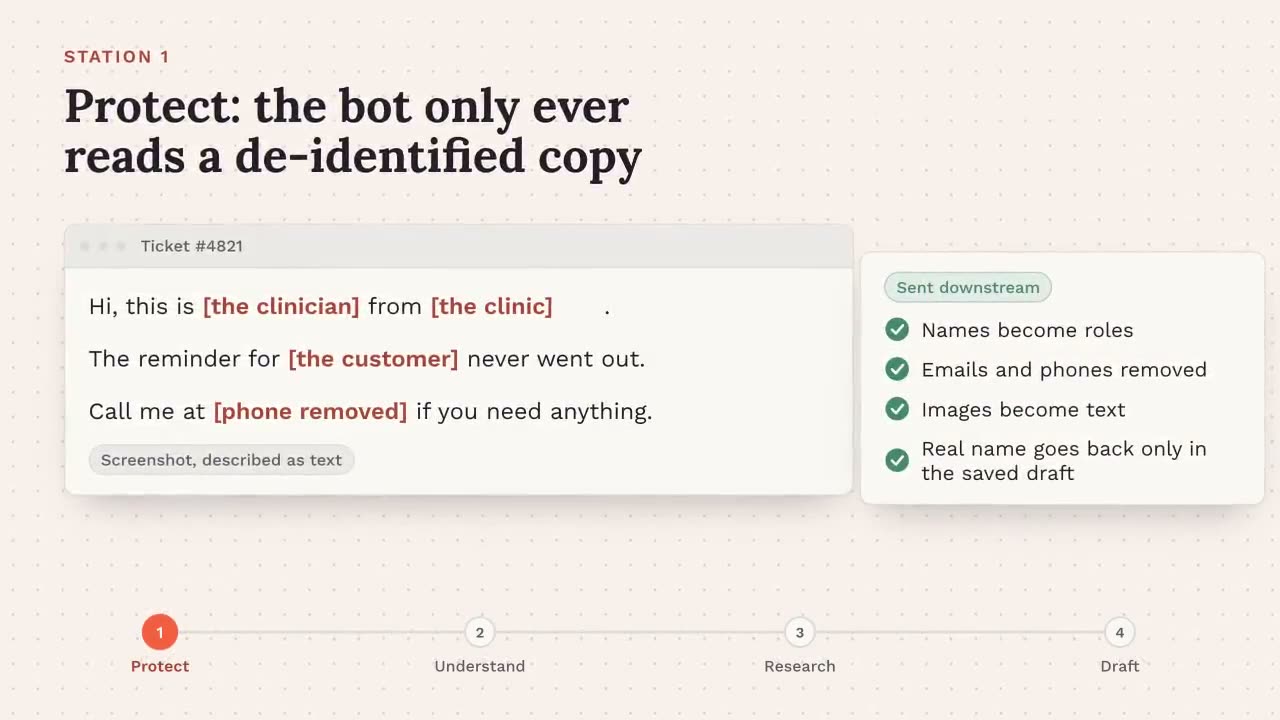 STATION 1
Protect: the bot only ever
reads a de-identified copy
Ticket #4821
Hi, this is [the clinician] from [the clinic] .
The reminder for [the customer] never went out.
Call me at [phone removed] if you need anything.
Screenshot, described as text
Sent downstream
Names become roles
Emails and phones removed
Images become text
Real name goes back only in
the saved draft
1
2
3
4
Protect
Understand
Research
Draft